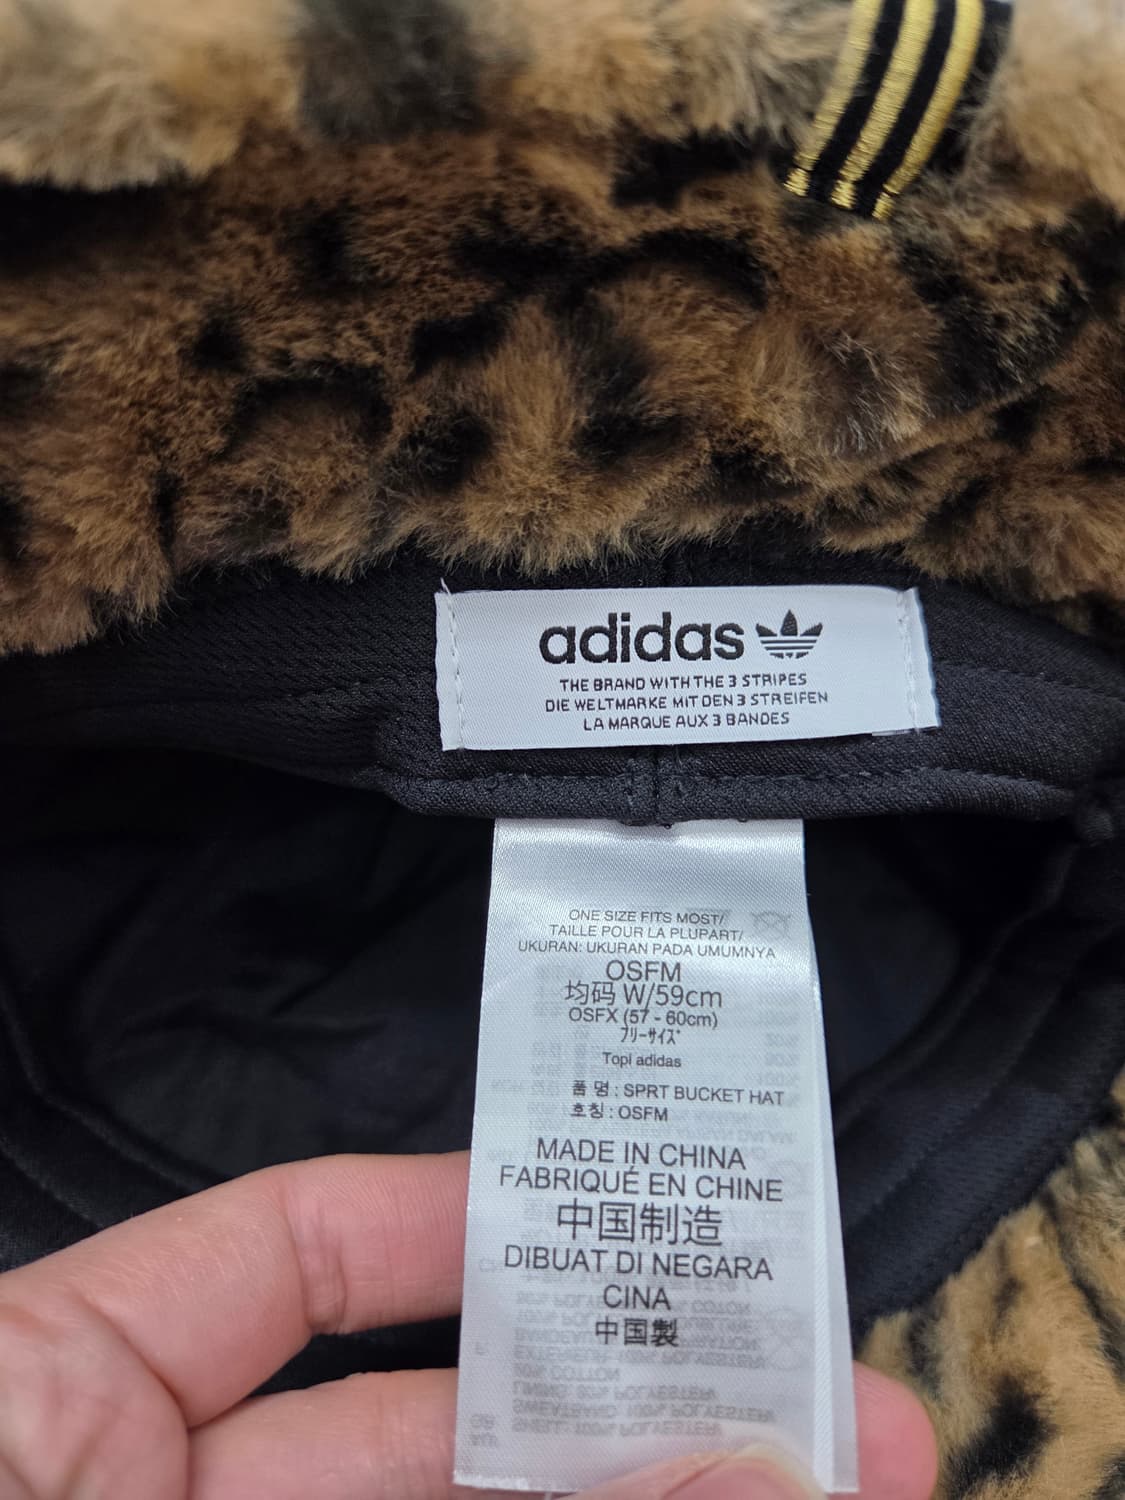 adidas
THE BRAND WITH THE 3 STRIPES
DIE WELTMARKE MIT DEN 3 STREIFEN
LA MARQUE AUX 3 BANDES
ONE SIZE FITS MOST/
TAILLE POUR LA PLUPART/
UKURAN: UKURAN PADA UMUMNYA
OSFM
均码 W/59cm
OSFX (57 - 60cm)
フリーサイズ
Topi adidas
품 명 : SPRT BUCKET HAT
호칭 : OSFM
MADE IN CHINA
FABRIQUÉ EN CHINE
中国制造
DIBUAT DI NEGARA
CINA
中国製